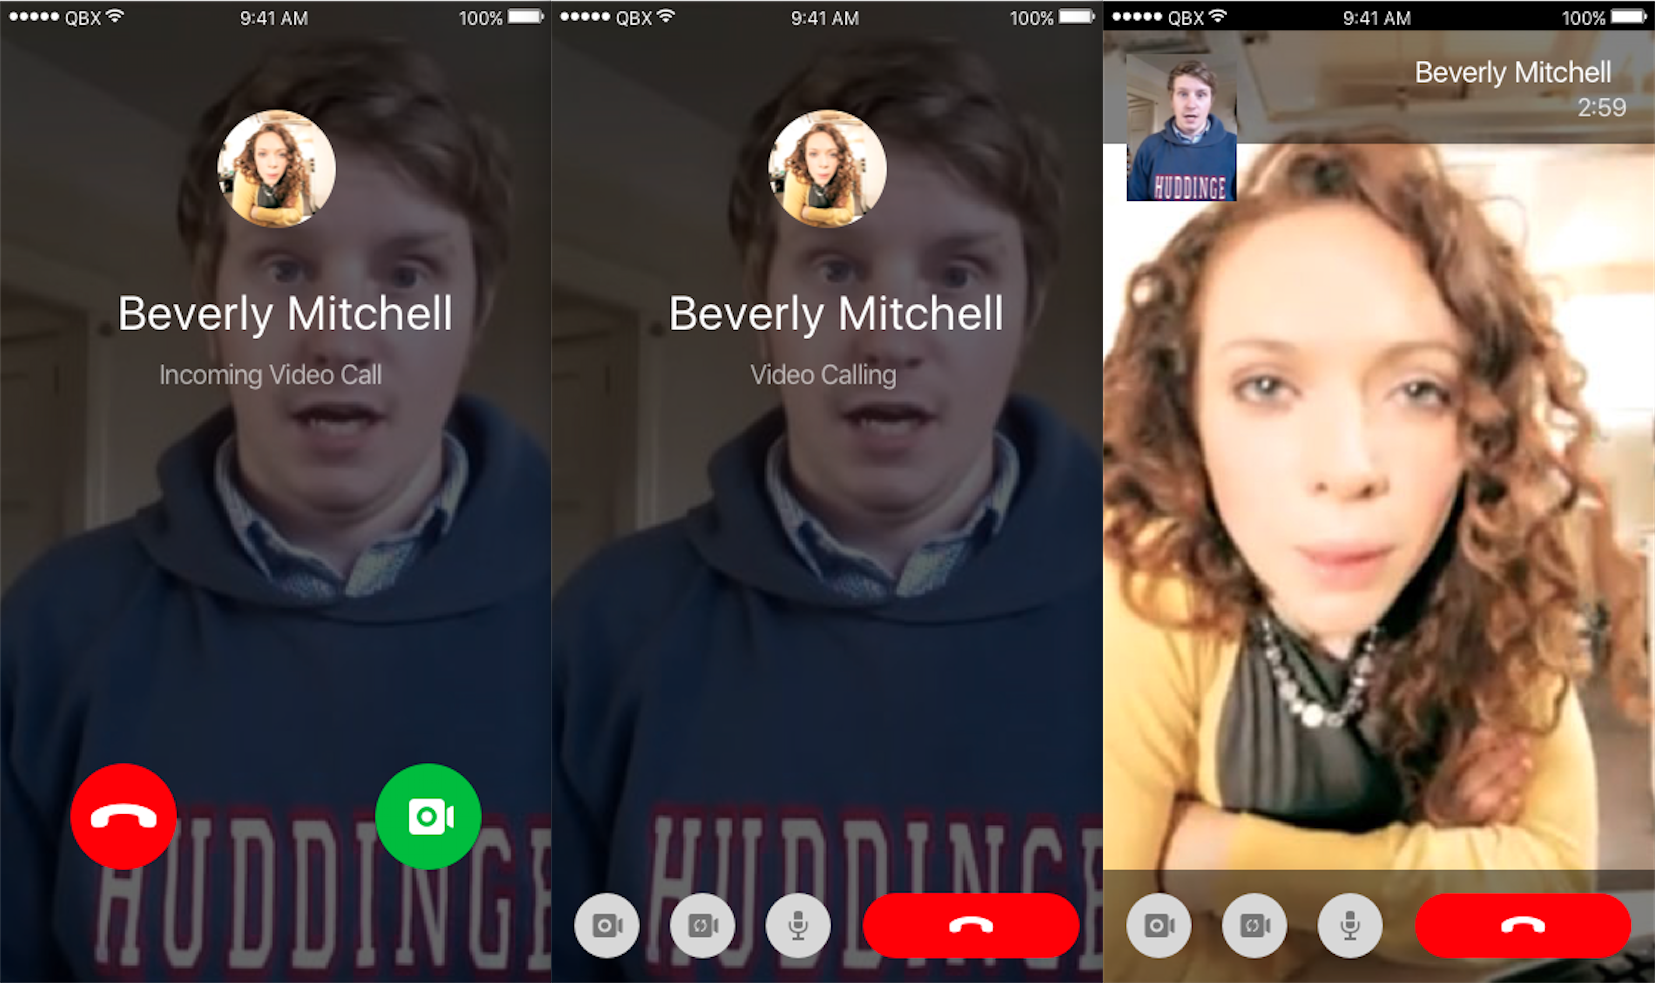 QBX 9:41 AM 100%
Beverly Mitchell
Incoming Video Call
HUDDINGE
QBX 9:41 AM 100%
Beverly Mitchell
Video Calling
HUDDINGE
QBX 9:41 AM 100%
Beverly Mitchell
2:59
HUDDINGE